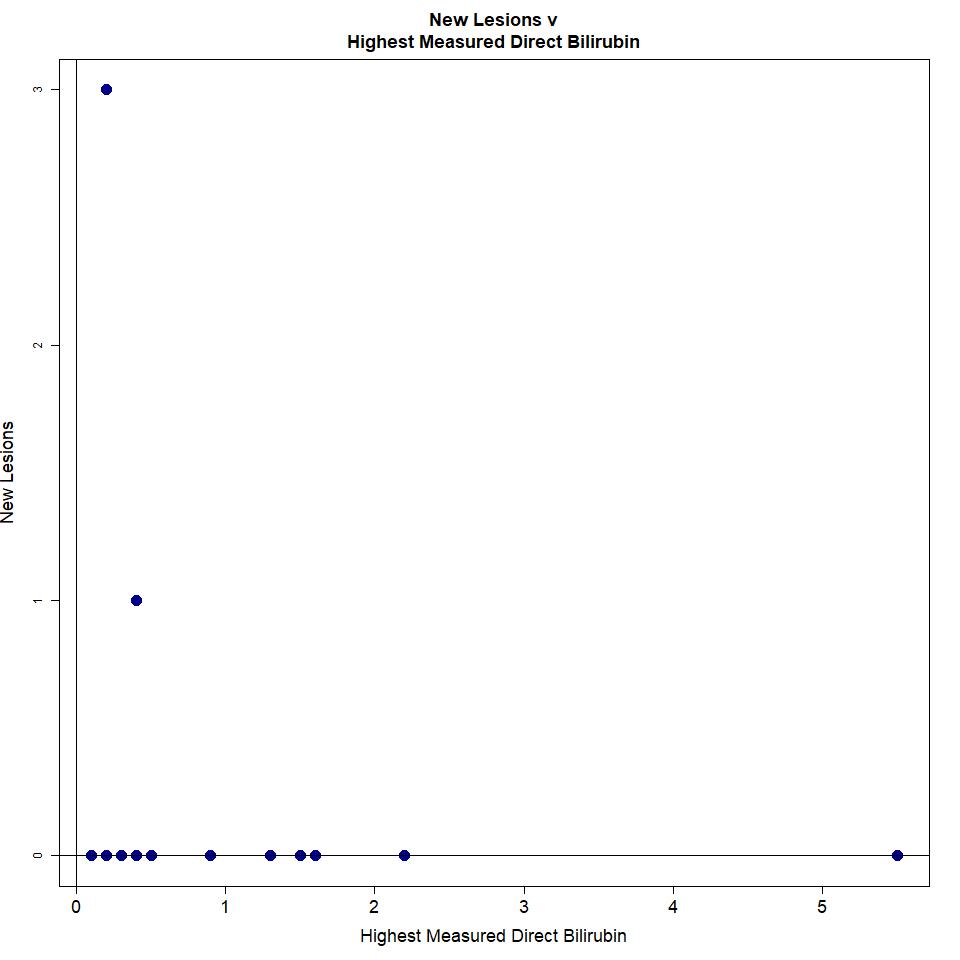 New Lesions v
Highest Measured Direct Bilirubin
3
2
1
0
New Lesions
0 1 2 3 4 5
Highest Measured Direct Bilirubin